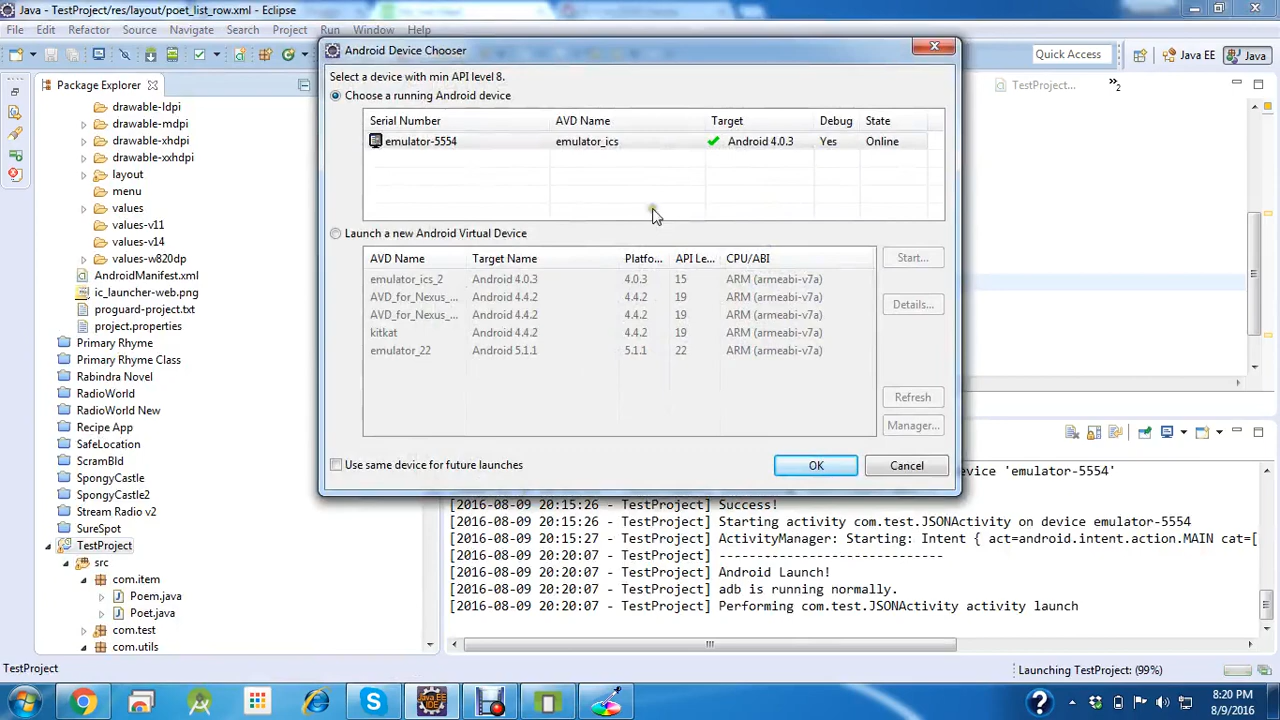 Java - TestProject/res/layout/poet_list_row.xml - Eclipse
File Edit Refactor Source Navigate Search Project Run Window Help
Quick Access
Java EE
Java
Package Explorer
TestProject...
2
drawable-ldpi
drawable-mdpi
drawable-xhdpi
drawable-xxhdpi
layout
menu
values
values-v11
values-v14
values-w820dp
AndroidManifest.xml
ic_launcher-web.png
proguard-project.txt
project.properties
Primary Rhyme
Primary Rhyme Class
Rabindra Novel
RadioWorld
RadioWorld New
Recipe App
SafeLocation
ScramBld
SpongyCastle
SpongyCastle2
Stream Radio v2
SureSpot
TestProject
src
com.item
Poem.java
Poet.java
com.test
com.utils
Android Device Chooser
Select a device with min API level 8.
Choose a running Android device
Serial Number AVD Name Target Debug State
emulator-5554 emulator_ics Android 4.0.3 Yes Online
Launch a new Android Virtual Device
AVD Name Target Name Platfo... API Le... CPU/ABI
emulator_ics_2 Android 4.0.3 4.0.3 15 ARM (armeabi-v7a)
AVD_for_Nexus_... Android 4.4.2 4.4.2 19 ARM (armeabi-v7a)
AVD_for_Nexus_... Android 4.4.2 4.4.2 19 ARM (armeabi-v7a)
kitkat Android 4.4.2 4.4.2 19 ARM (armeabi-v7a)
emulator_22 Android 5.1.1 5.1.1 22 ARM (armeabi-v7a)
Start...
Details...
Refresh
Manager...
Use same device for future launches
OK
Cancel
device 'emulator-5554'
[2016-08-09 20:15:26 - TestProject] Success!
[2016-08-09 20:15:26 - TestProject] Starting activity com.test.JSONActivity on device emulator-5554
[2016-08-09 20:15:27 - TestProject] ActivityManager: Starting: Intent { act=android.intent.action.MAIN cat=[
[2016-08-09 20:20:07 - TestProject] ------------------------------
[2016-08-09 20:20:07 - TestProject] Android Launch!
[2016-08-09 20:20:07 - TestProject] adb is running normally.
[2016-08-09 20:20:07 - TestProject] Performing com.test.JSONActivity activity launch
TestProject
Launching TestProject: (99%)
8:20 PM
8/9/2016